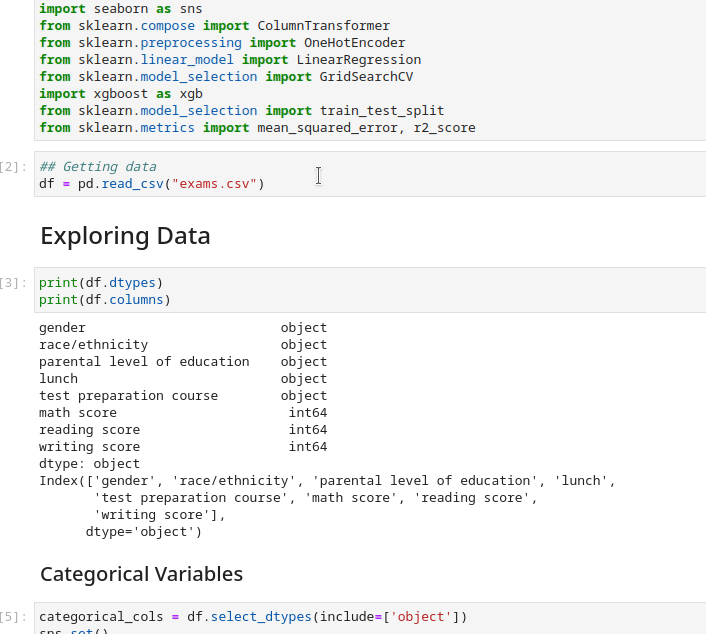 import seaborn as sns
from sklearn.compose import ColumnTransformer
from sklearn.preprocessing import OneHotEncoder
from sklearn.linear_model import LinearRegression
from sklearn.model_selection import GridSearchCV
import xgboost as xgb
from sklearn.model_selection import train_test_split
from sklearn.metrics import mean_squared_error, r2_score
[2]: ## Getting data
df = pd.read_csv("exams.csv")
Exploring Data
[3]: print(df.dtypes)
print(df.columns)
gender                         object
race/ethnicity                 object
parental level of education    object
lunch                          object
test preparation course        object
math score                      int64
reading score                   int64
writing score                   int64
dtype: object
Index(['gender', 'race/ethnicity', 'parental level of education', 'lunch',
       'test preparation course', 'math score', 'reading score',
       'writing score'],
      dtype='object')
Categorical Variables
[5]: categorical_cols = df.select_dtypes(include=['object'])
sns.set()